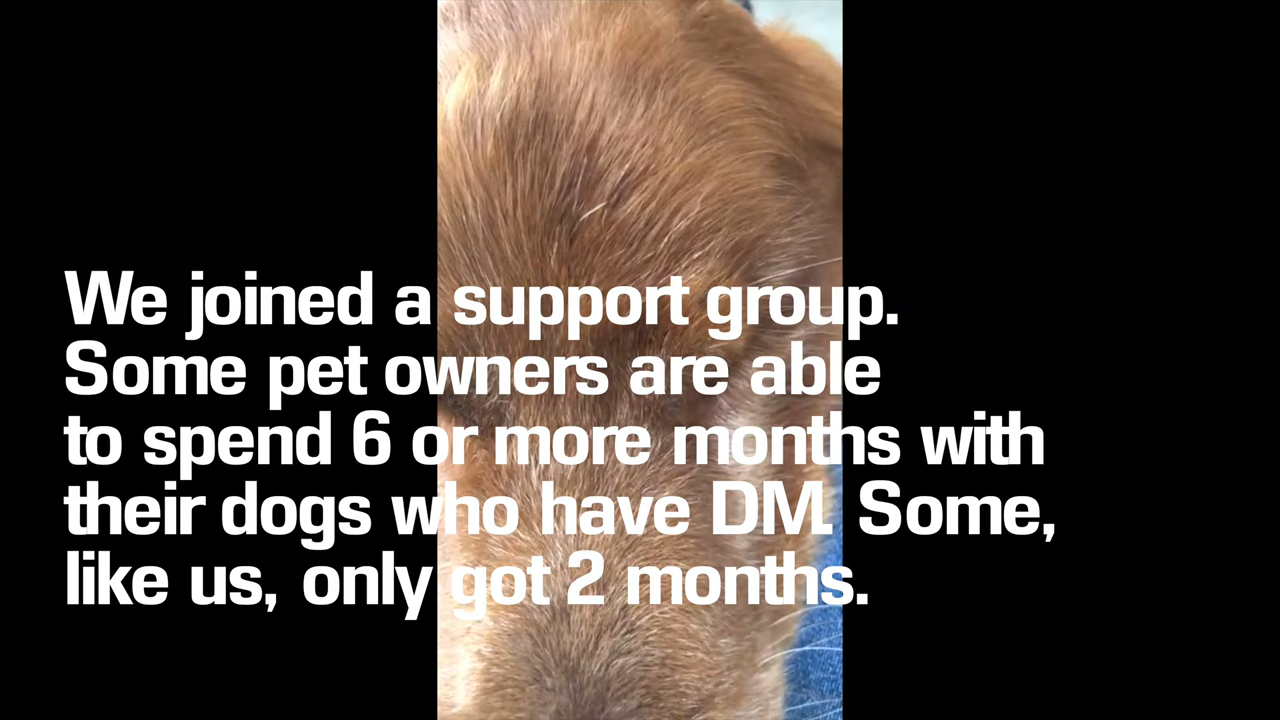 We joined a support group.
Some pet owners are able
to spend 6 or more months with
their dogs who have DM. Some,
like us, only got 2 months.